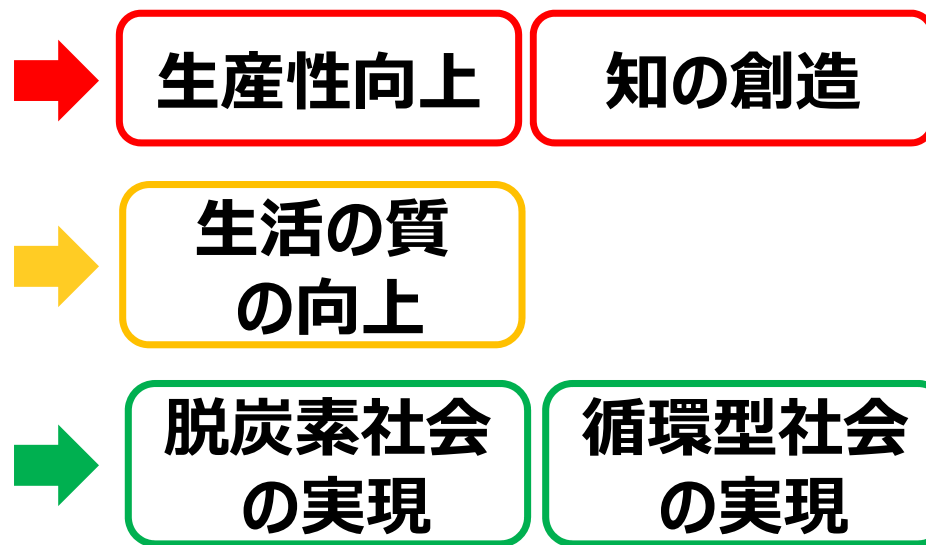 生産性向上
知の創造
生活の質
の向上
脱炭素社会
の実現
循環型社会
の実現